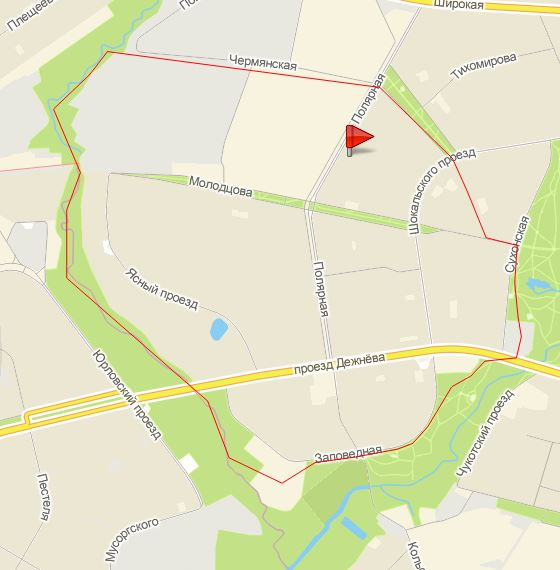 Плещеев
Широкая
Чермянская
Тихомирова
Полярная
Шокальского проезд
Молодцова
Сухонская
Ясный проезд
Полярная
проезд Дежнёва
Юрловский проезд
Заповедная
Чукотский проезд
Пестеля
Мусоргского